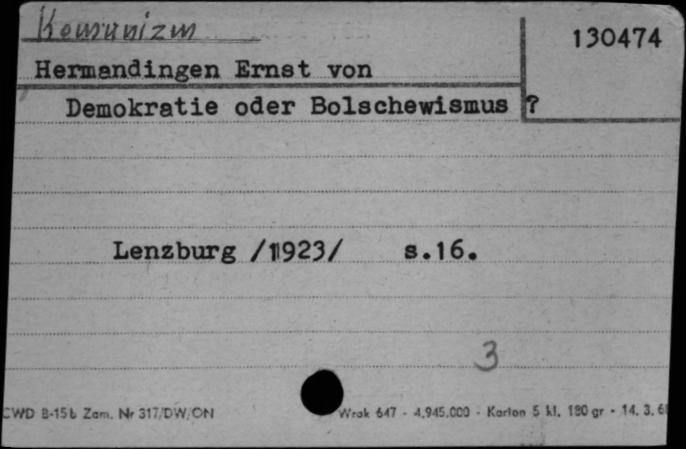 Komunizm
130474
Hermandingen Ernst von
Demokratie oder Bolschewismus ?
Lenzburg /1923/ s.16.
3
CWD B-15b Zam. Nr 317/DW/ON Wrak 647 - 4.945.000 - Karton 5 kl. 180 gr - 14. 3. 6